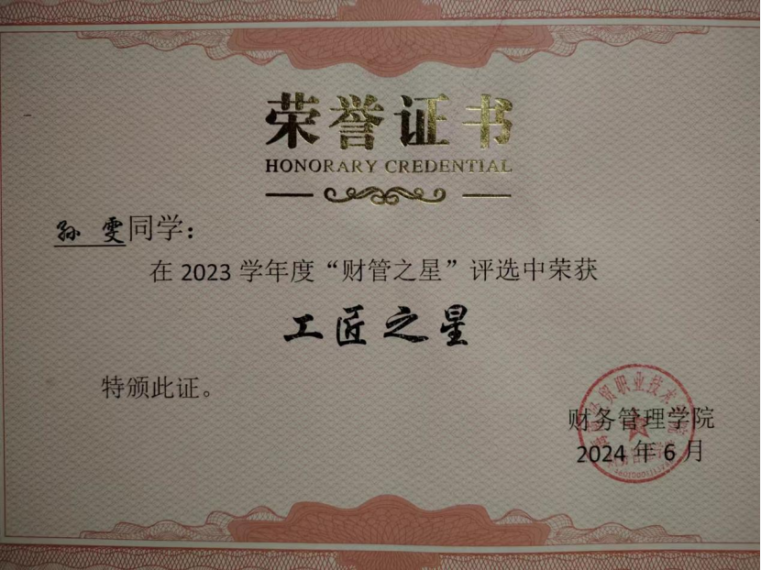 荣誉证书
HONORARY CREDENTIAL
孙 雯同学：
在 2023 学年度“财管之星”评选中荣获
工匠之星
特颁此证。
财务管理学院
2024 年 6 月